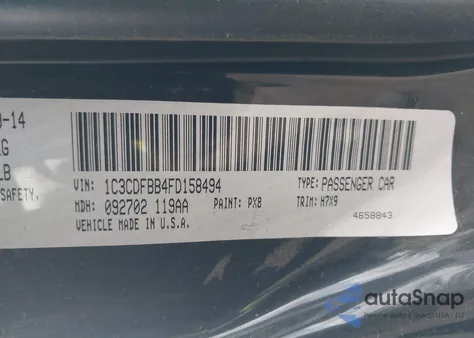 0-14
KG
LB
SAFETY,
VIN: 1C3CDFBB4FD158494 TYPE: PASSENGER CAR
MDH: 092702 119AA PAINT: PX8 TRIM: H7X9
VEHICLE MADE IN U.S.A. 4658843
autoSnap